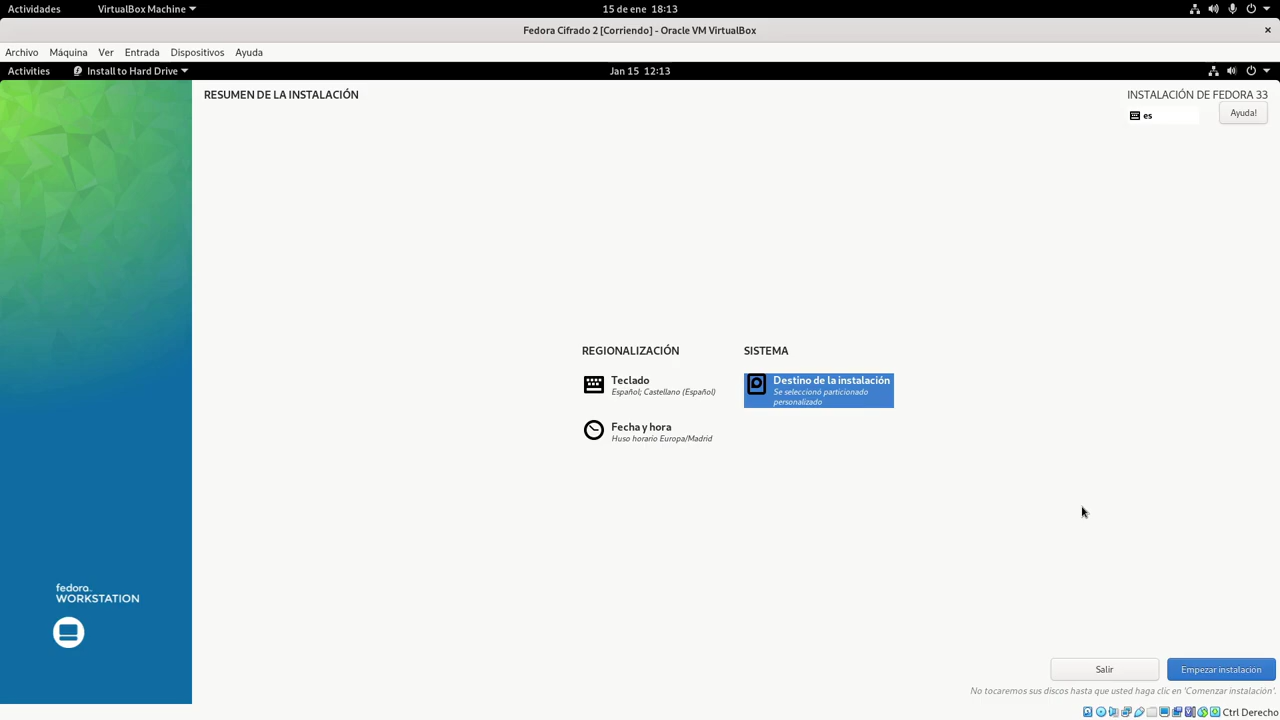 Actividades VirtualBox Machine 15 de ene 18:13
Fedora Cifrado 2 [Corriendo] - Oracle VM VirtualBox
Archivo Máquina Ver Entrada Dispositivos Ayuda
Activities Install to Hard Drive Jan 15 12:13
RESUMEN DE LA INSTALACIÓN
INSTALACIÓN DE FEDORA 33
es
Ayuda!
REGIONALIZACIÓN
Teclado
Español; Castellano (Español)
Fecha y hora
Huso horario Europa/Madrid
SISTEMA
Destino de la instalación
Se seleccionó particionado
personalizado
fedora.
WORKSTATION
Salir
Empezar instalación
No tocaremos sus discos hasta que usted haga clic en 'Comenzar instalación'.
Ctrl Derecho